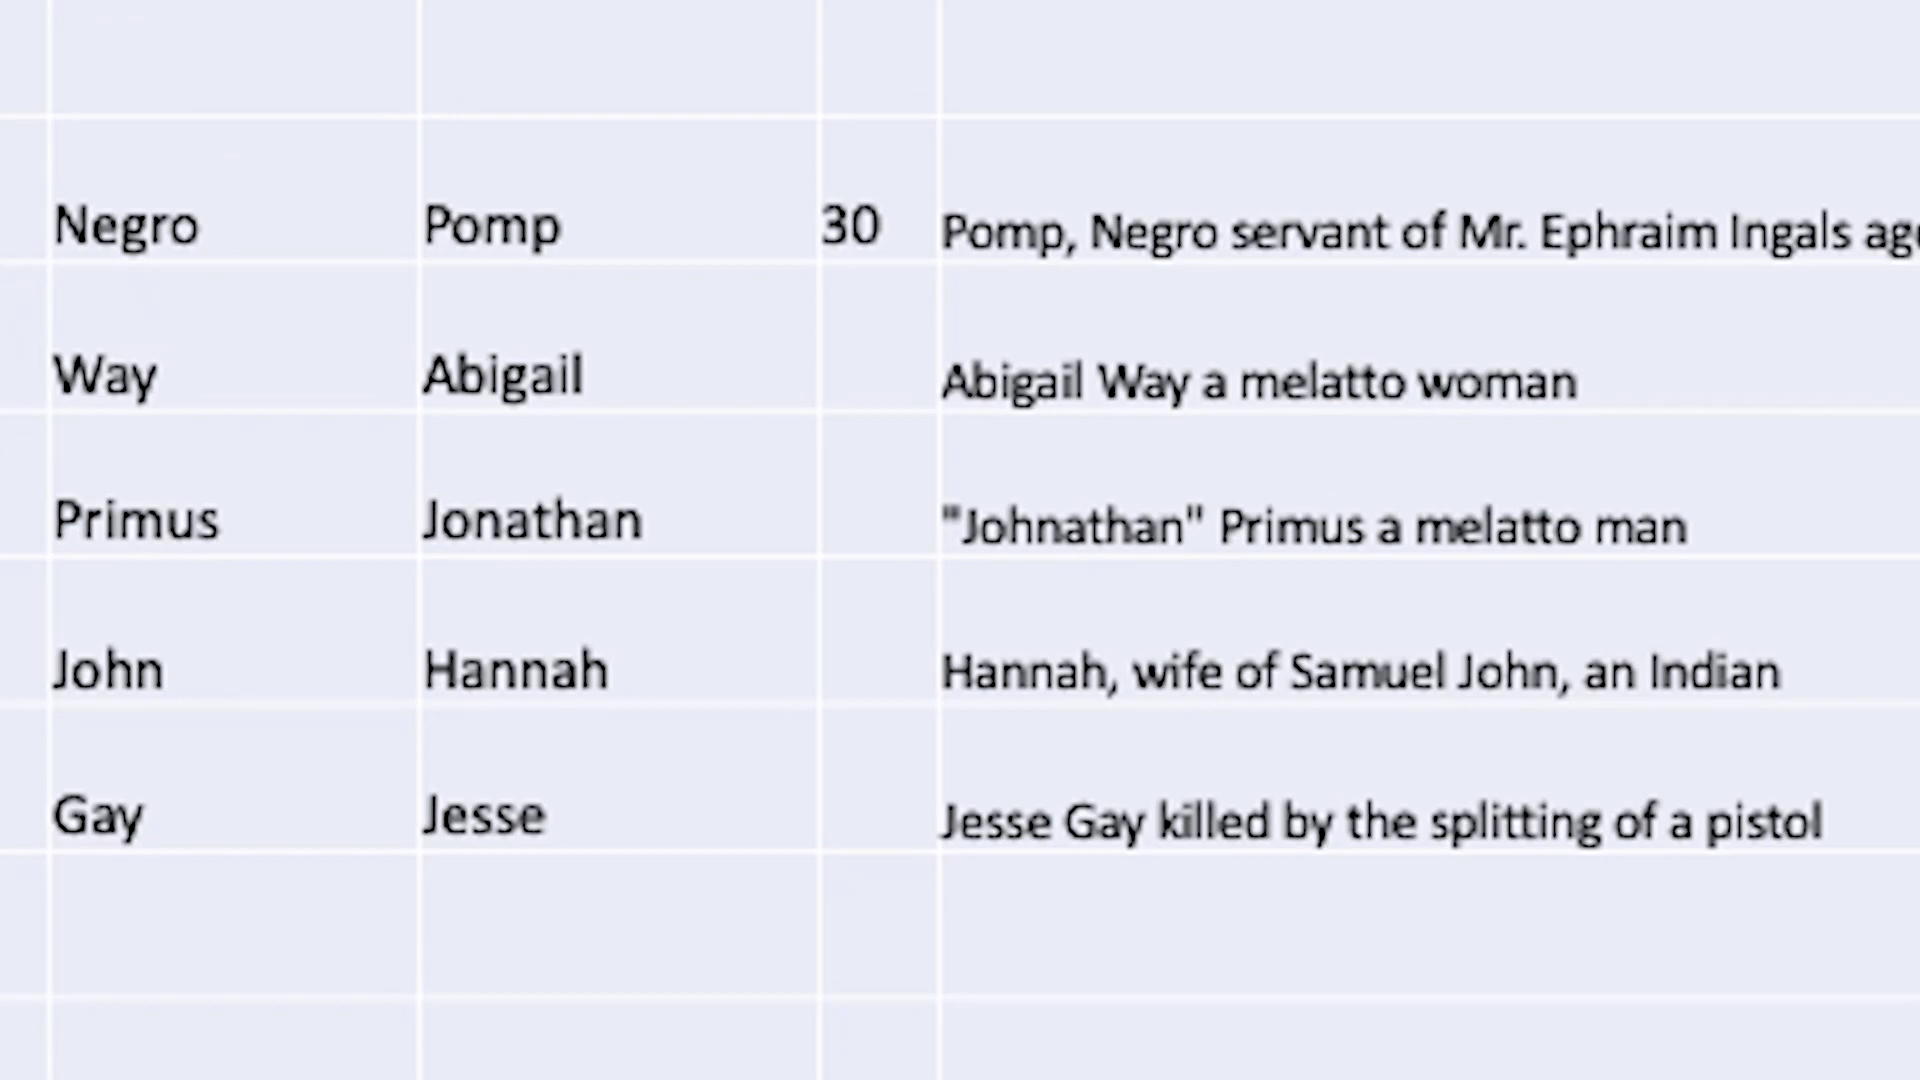 Negro Pomp 30 Pomp, Negro servant of Mr. Ephraim Ingals
Way Abigail Abigail Way a melatto woman
Primus Jonathan "Johnathan" Primus a melatto man
John Hannah Hannah, wife of Samuel John, an Indian
Gay Jesse Jesse Gay killed by the splitting of a pistol